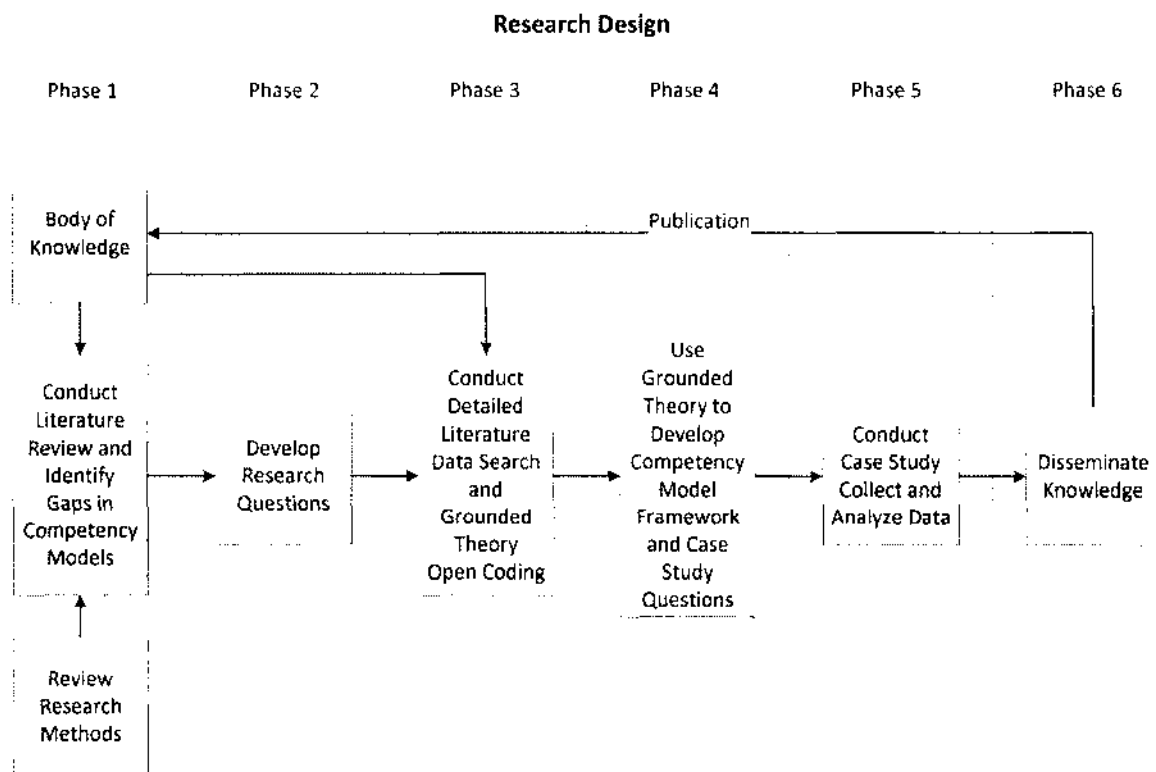 Research Design
Phase 1
Phase 2
Phase 3
Phase 4
Phase 5
Phase 6
Body of
Knowledge
Publication
Conduct
Literature
Review and
Identify
Gaps in
Competency
Models
Develop
Research
Questions
Conduct
Detailed
Literature
Data Search
and
Grounded
Theory
Open Coding
Use
Grounded
Theory to
Develop
Competency
Model
Framework
and Case
Study
Questions
Conduct
Case Study
Collect and
Analyze Data
Disseminate
Knowledge
Review
Research
Methods